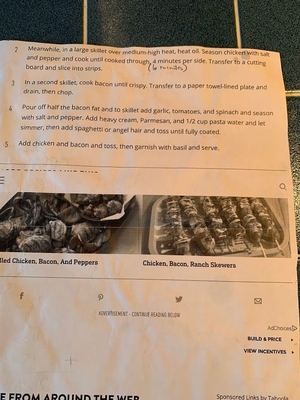 2 Meanwhile, in a large skillet over medium-high heat, heat oil. Season chicken with salt
and pepper and cook until cooked through, 4 minutes per side. Transfer to a cutting
board and slice into strips. (6 minutes)
3 In a second skillet, cook bacon until crispy. Transfer to a paper towel-lined plate and
drain, then chop.
4 Pour off half the bacon fat and to skillet add garlic, tomatoes, and spinach and season
with salt and pepper. Add heavy cream, Parmesan, and 1/2 cup pasta water and let
simmer, then add spaghetti or angel hair and toss until fully coated.
5 Add chicken and bacon and toss, then garnish with basil and serve.
lled Chicken, Bacon, And Peppers
Chicken, Bacon, Ranch Skewers
ADVERTISEMENT - CONTINUE READING BELOW
AdChoices
BUILD & PRICE
VIEW INCENTIVES
E FROM AROUND THE WEB
Sponsored Links by Taboola